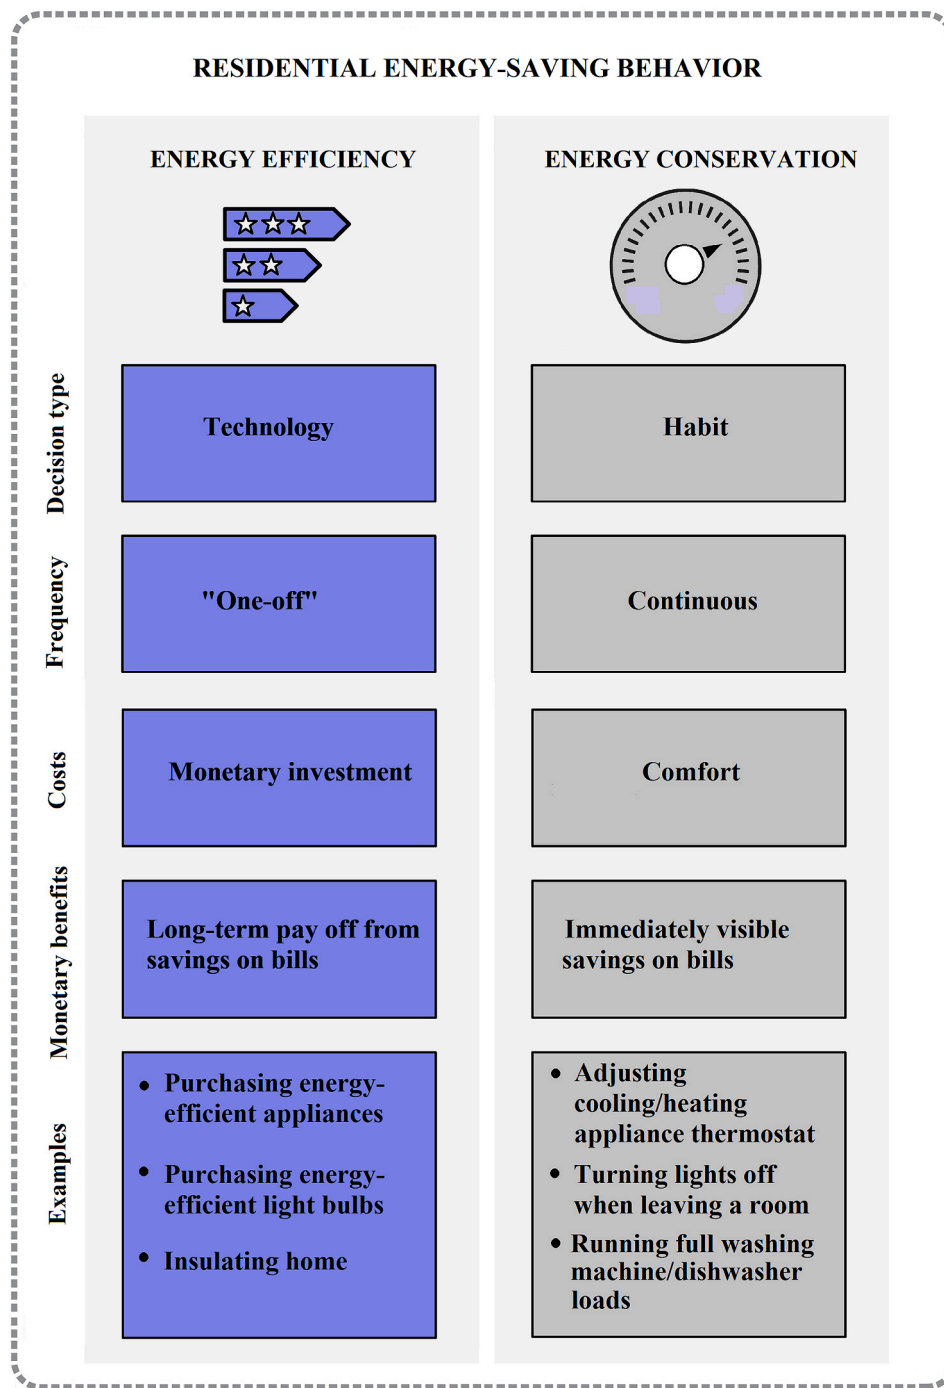 RESIDENTIAL ENERGY-SAVING BEHAVIOR
ENERGY EFFICIENCY
ENERGY CONSERVATION
Decision type
Technology
Habit
Frequency
"One-off"
Continuous
Costs
Monetary investment
Comfort
Monetary benefits
Long-term pay off from
savings on bills
Immediately visible
savings on bills
Examples
• Purchasing energy-
efficient appliances
• Purchasing energy-
efficient light bulbs
• Insulating home
• Adjusting
cooling/heating
appliance thermostat
• Turning lights off
when leaving a room
• Running full washing
machine/dishwasher
loads